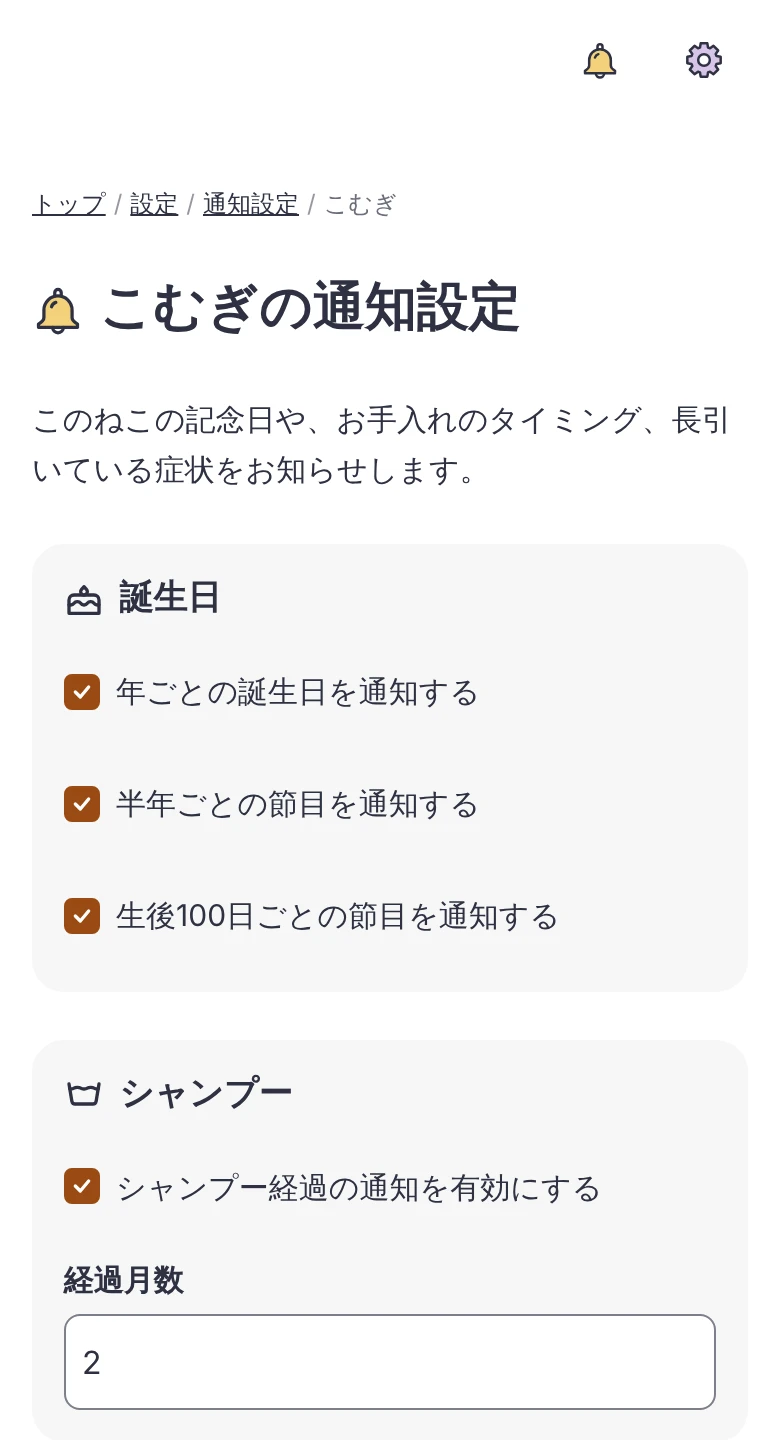 トップ / 設定 / 通知設定 / こむぎ
こむぎの通知設定
このねこの記念日や、お手入れのタイミング、長引
いている症状をお知らせします。
誕生日
年ごとの誕生日を通知する
半年ごとの節目を通知する
生後100日ごとの節目を通知する
シャンプー
シャンプー経過の通知を有効にする
経過月数
2